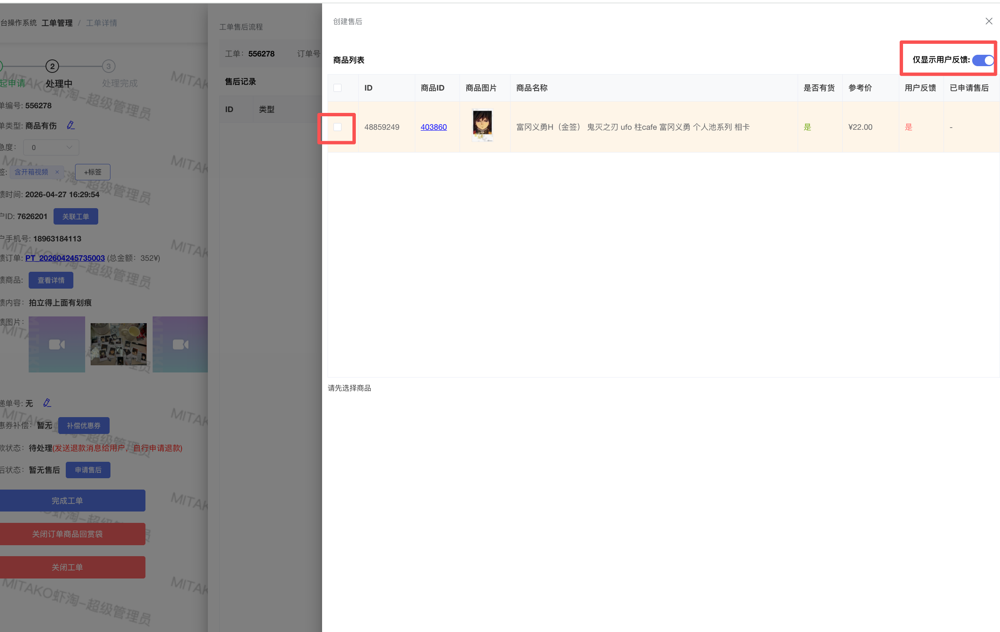 台操作系统 工单管理 / 工单详情
起申请
2
处理中
3
处理完成
单编号: 556278
单类型: 商品有伤
急度: 0
签: 含开箱视频 × +标签
馈时间: 2026-04-27 16:29:54
户ID: 7626201 关联工单
户手机号: 18963184113
馈订单: PT_202604245735003 (总金额：352¥)
馈商品: 查看详情
馈内容: 拍立得上面有划痕
馈图片:
递单号: 无
惠券补偿: 暂无 补偿优惠券
款状态: 待处理(发送退款消息给用户，自行申请退款)
后状态: 暂无售后 申请售后
完成工单
关闭订单商品回赏袋
关闭工单
MITAKO虾淘-超级管理员
工单售后流程
工单: 556278 订单号
售后记录
ID 类型
创建售后
商品列表
仅显示用户反馈:
ID 商品ID 商品图片 商品名称 是否有货 参考价 用户反馈 已申请售后
48859249 403860 富冈义勇H（金签） 鬼灭之刃 ufo 柱cafe 富冈义勇 个人池系列 相卡 是 ¥22.00 是 -
请先选择商品